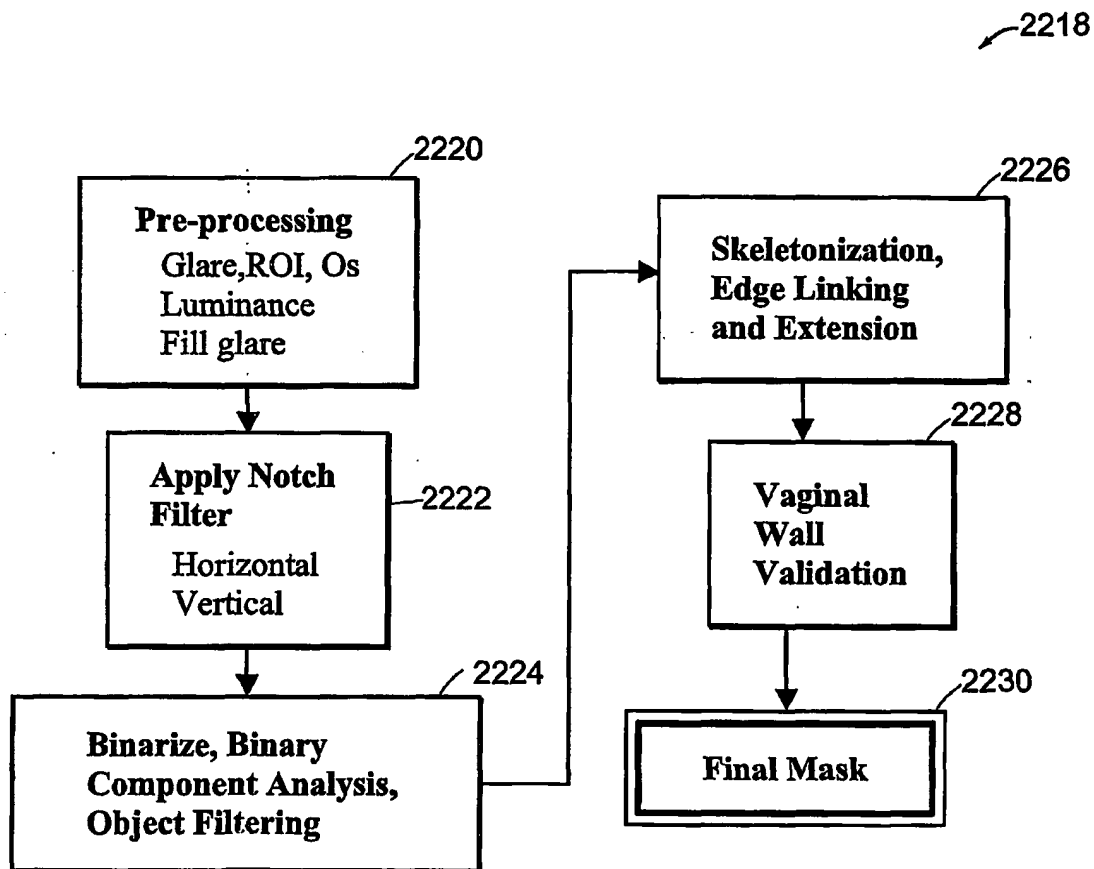 2218
2220
Pre-processing
Glare,ROI, Os
Luminance
Fill glare
2222
Apply Notch
Filter
Horizontal
Vertical
2224
Binarize, Binary
Component Analysis,
Object Filtering
2226
Skeletonization,
Edge Linking
and Extension
2228
Vaginal
Wall
Validation
2230
Final Mask